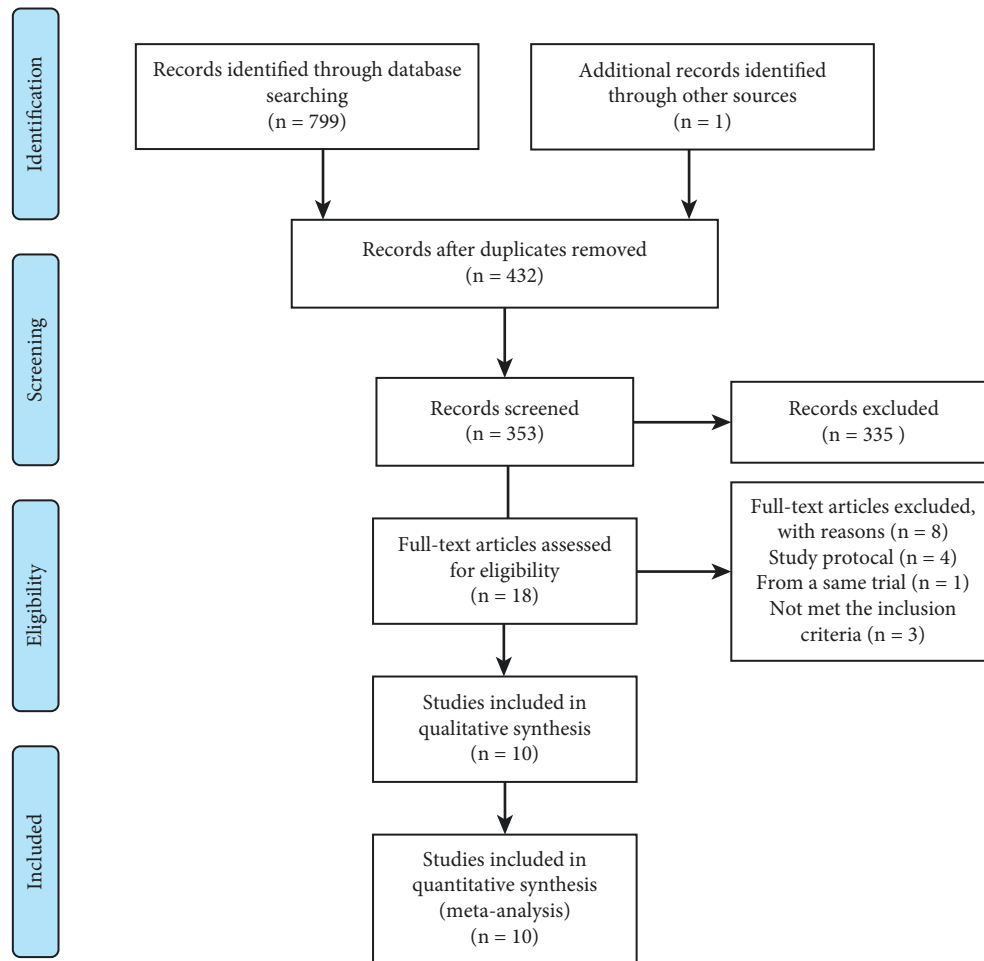 Identification
Records identified through database
searching
(n = 799)
Additional records identified
through other sources
(n = 1)
Records after duplicates removed
(n = 432)
Screening
Records screened
(n = 353)
Records excluded
(n = 335 )
Eligibility
Full-text articles assessed
for eligibility
(n = 18)
Full-text articles excluded,
with reasons (n = 8)
Study protocal (n = 4)
From a same trial (n = 1)
Not met the inclusion
criteria (n = 3)
Studies included in
qualitative synthesis
(n = 10)
Included
Studies included in
quantitative synthesis
(meta-analysis)
(n = 10)